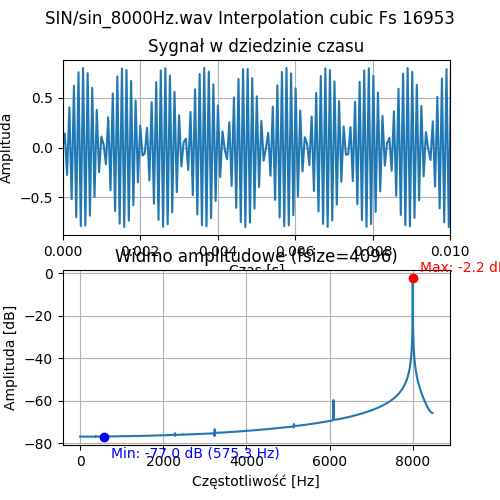 SIN/sin_8000Hz.wav Interpolation cubic Fs 16953
Sygnał w dziedzinie czasu
Amplituda
0.5
0.0
−0.5
0.000
0.002
0.004
0.006
0.008
0.010
Czas [s]
Widmo amplitudowe (fsize=4096)
Max: -2.2 dB
Amplituda [dB]
0
−20
−40
−60
−80
Min: -77.0 dB (575.3 Hz)
0
2000
4000
6000
8000
Częstotliwość [Hz]